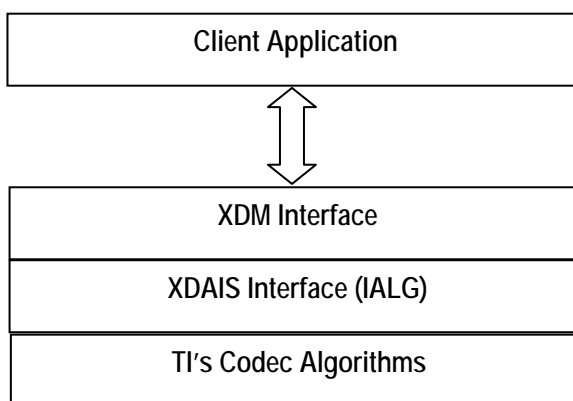 Client Application
XDM Interface
XDAIS Interface (IALG)
TI's Codec Algorithms